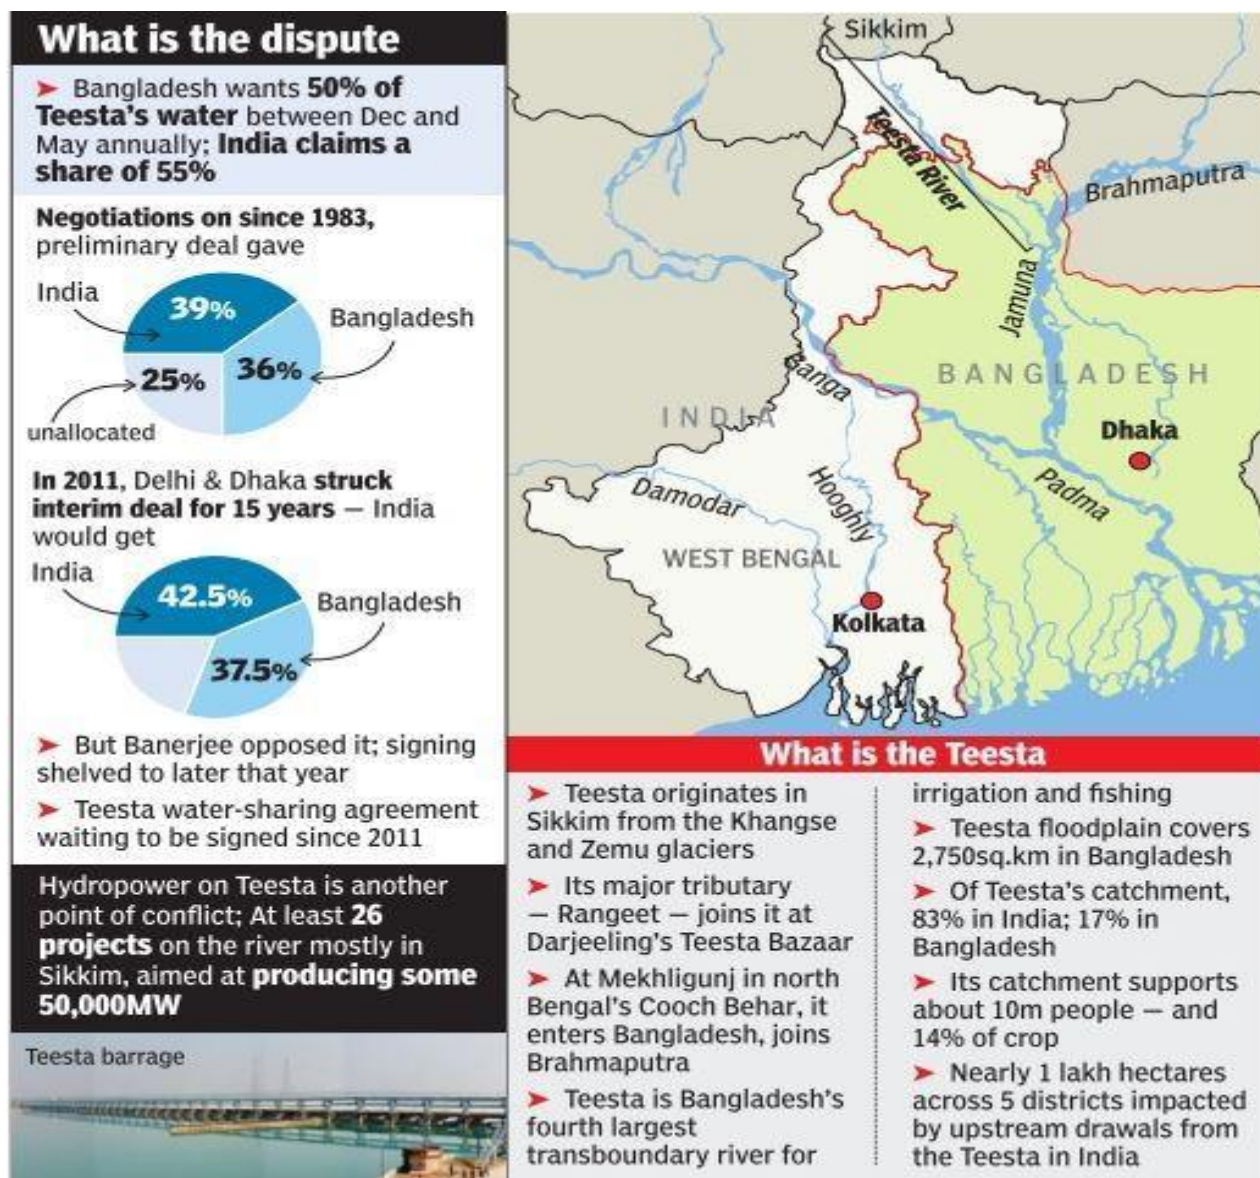 What is the dispute
➤ Bangladesh wants 50% of
Teesta's water between Dec and
May annually; India claims a
share of 55%
Negotiations on since 1983,
preliminary deal gave
India
39%
Bangladesh
36%
25%
unallocated
In 2011, Delhi & Dhaka struck
interim deal for 15 years — India
would get
India
42.5%
Bangladesh
37.5%
➤ But Banerjee opposed it; signing
shelved to later that year
➤ Teesta water-sharing agreement
waiting to be signed since 2011
Hydropower on Teesta is another
point of conflict; At least 26
projects on the river mostly in
Sikkim, aimed at producing some
50,000MW
Teesta barrage
Sikkim
Teesta River
Brahmaputra
Jamuna
Ganga
BANGLADESH
INDIA
Dhaka
Damodar
Hooghly
Padma
WEST BENGAL
Kolkata
What is the Teesta
➤ Teesta originates in
Sikkim from the Khangse
and Zemu glaciers
➤ Its major tributary
— Rangeet — joins it at
Darjeeling's Teesta Bazaar
➤ At Mekhligunj in north
Bengal's Cooch Behar, it
enters Bangladesh, joins
Brahmaputra
➤ Teesta is Bangladesh's
fourth largest
transboundary river for
irrigation and fishing
➤ Teesta floodplain covers
2,750sq.km in Bangladesh
➤ Of Teesta's catchment,
83% in India; 17% in
Bangladesh
➤ Its catchment supports
about 10m people — and
14% of crop
➤ Nearly 1 lakh hectares
across 5 districts impacted
by upstream drawals from
the Teesta in India